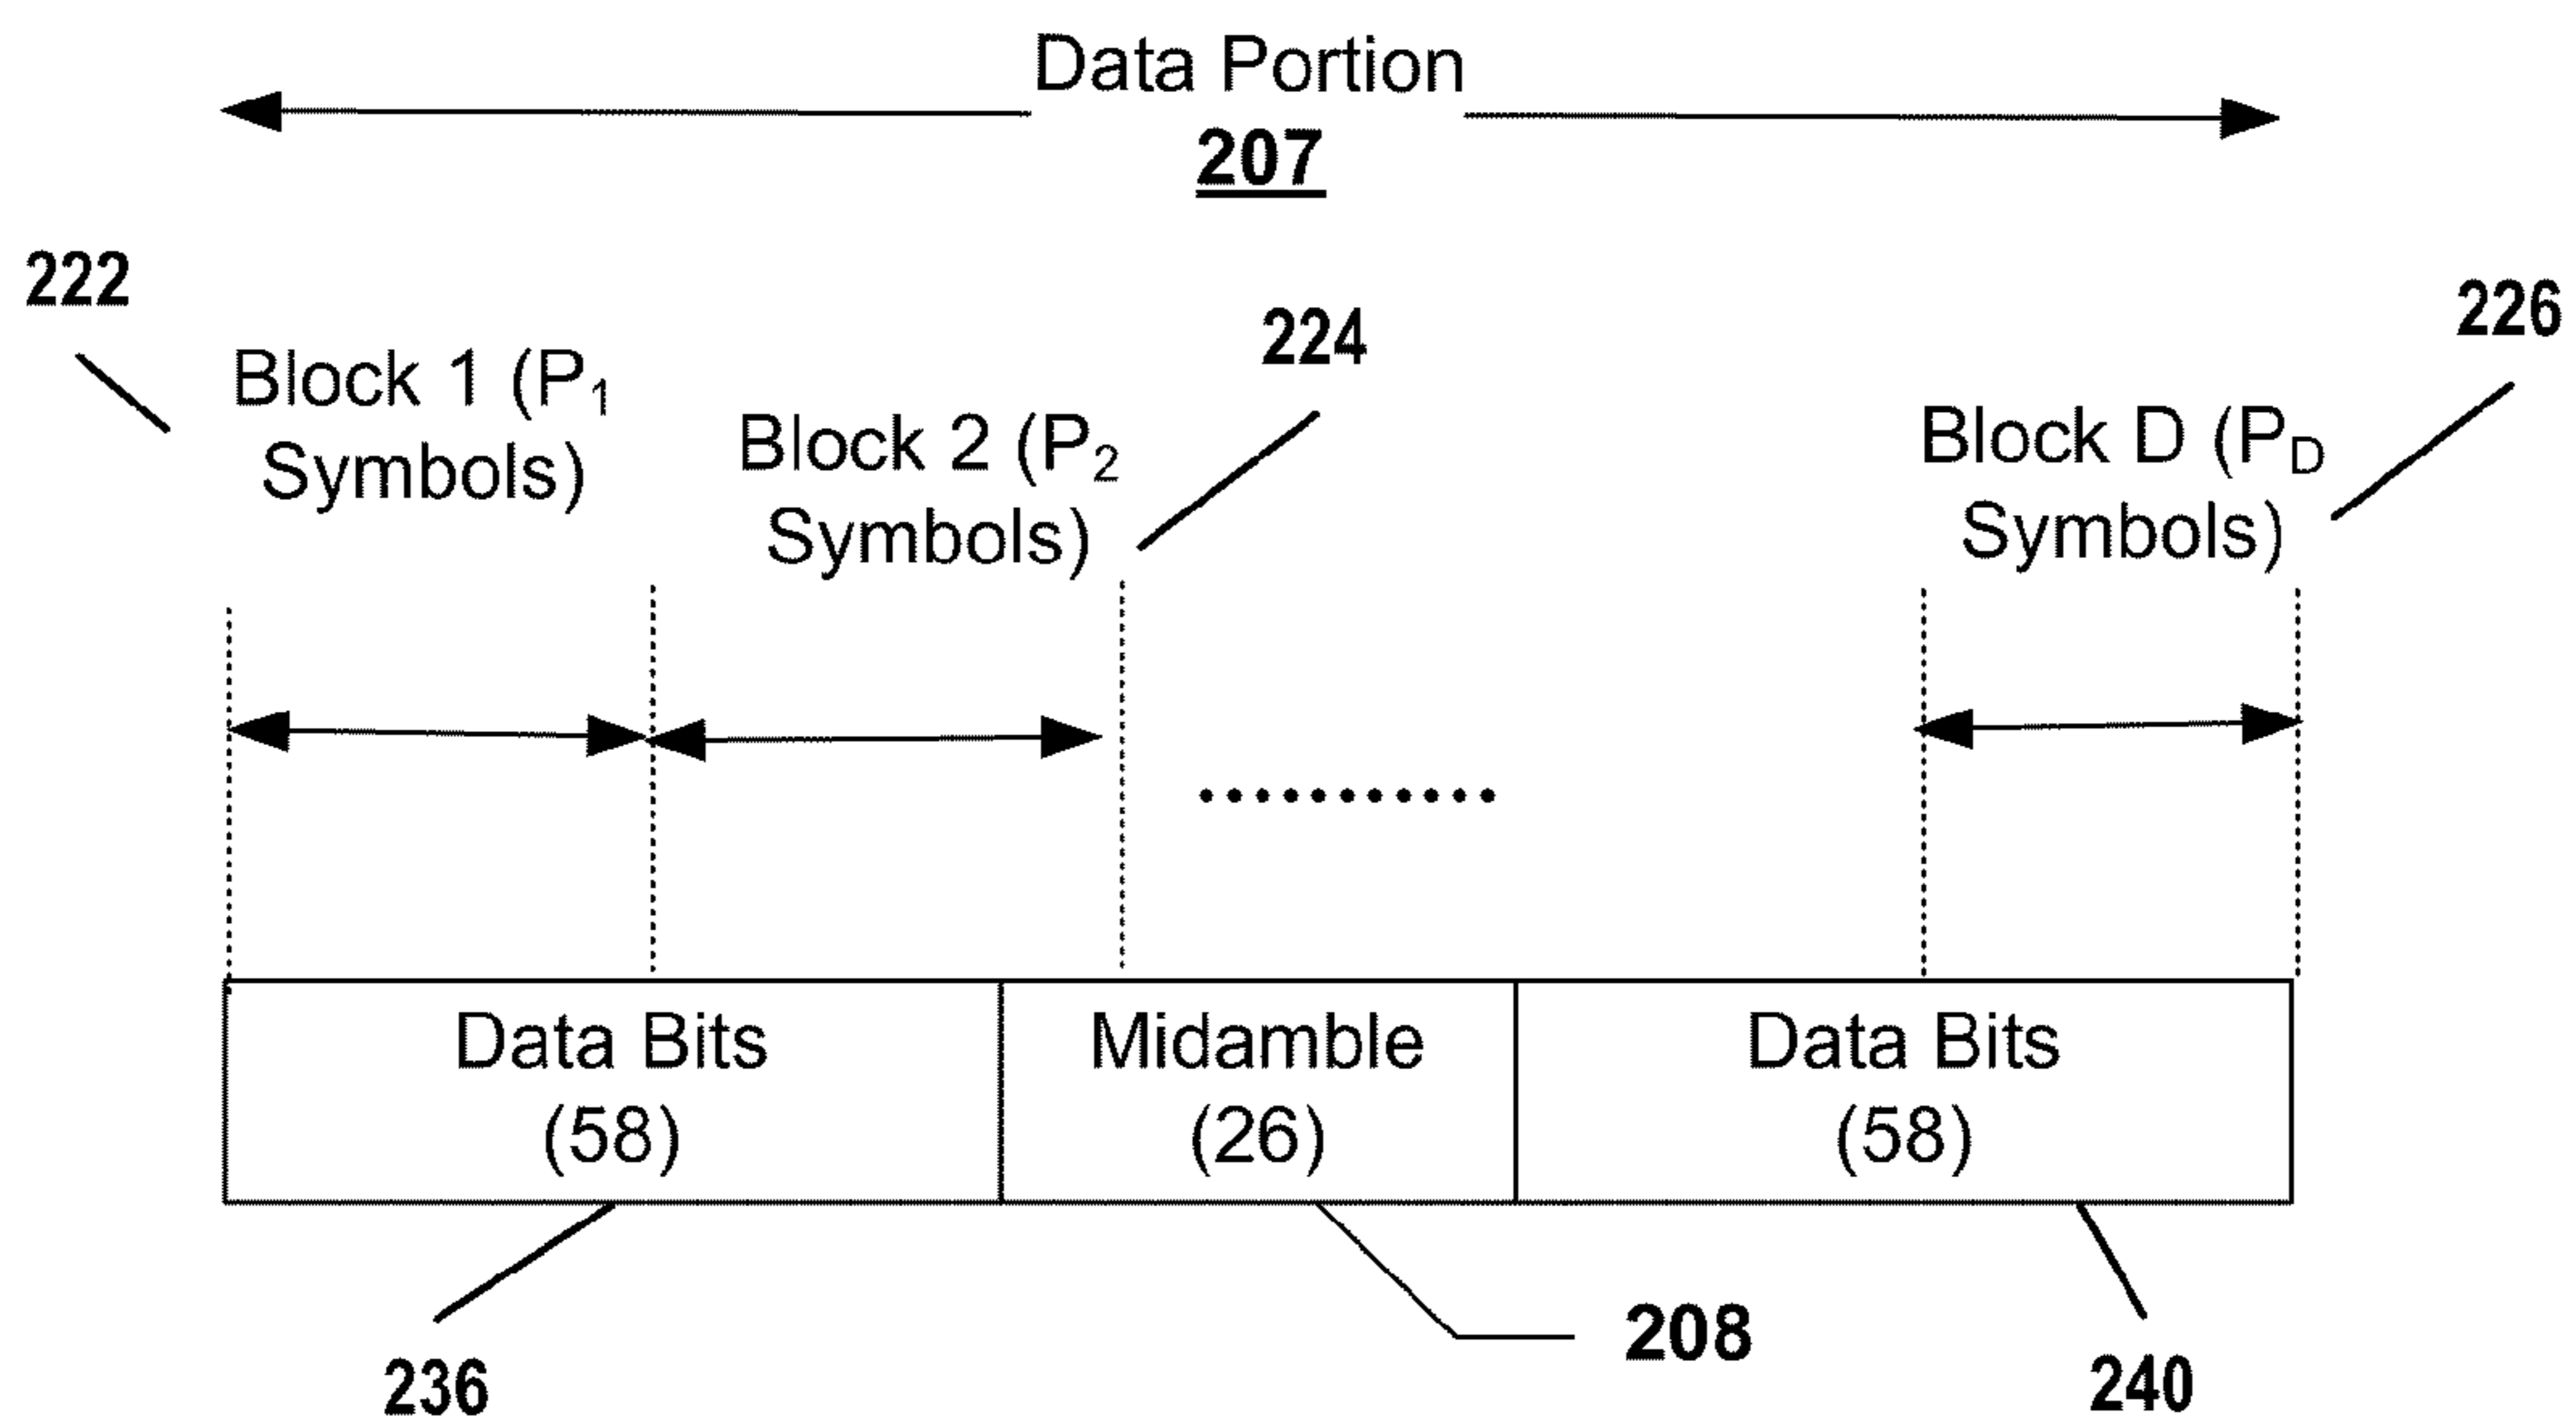 Data Portion
207
222
224
226
Block 1 (P₁
Symbols)
Block 2 (P₂
Symbols)
Block D (P_D
Symbols)
Data Bits
(58)
Midamble
(26)
Data Bits
(58)
236
208
240